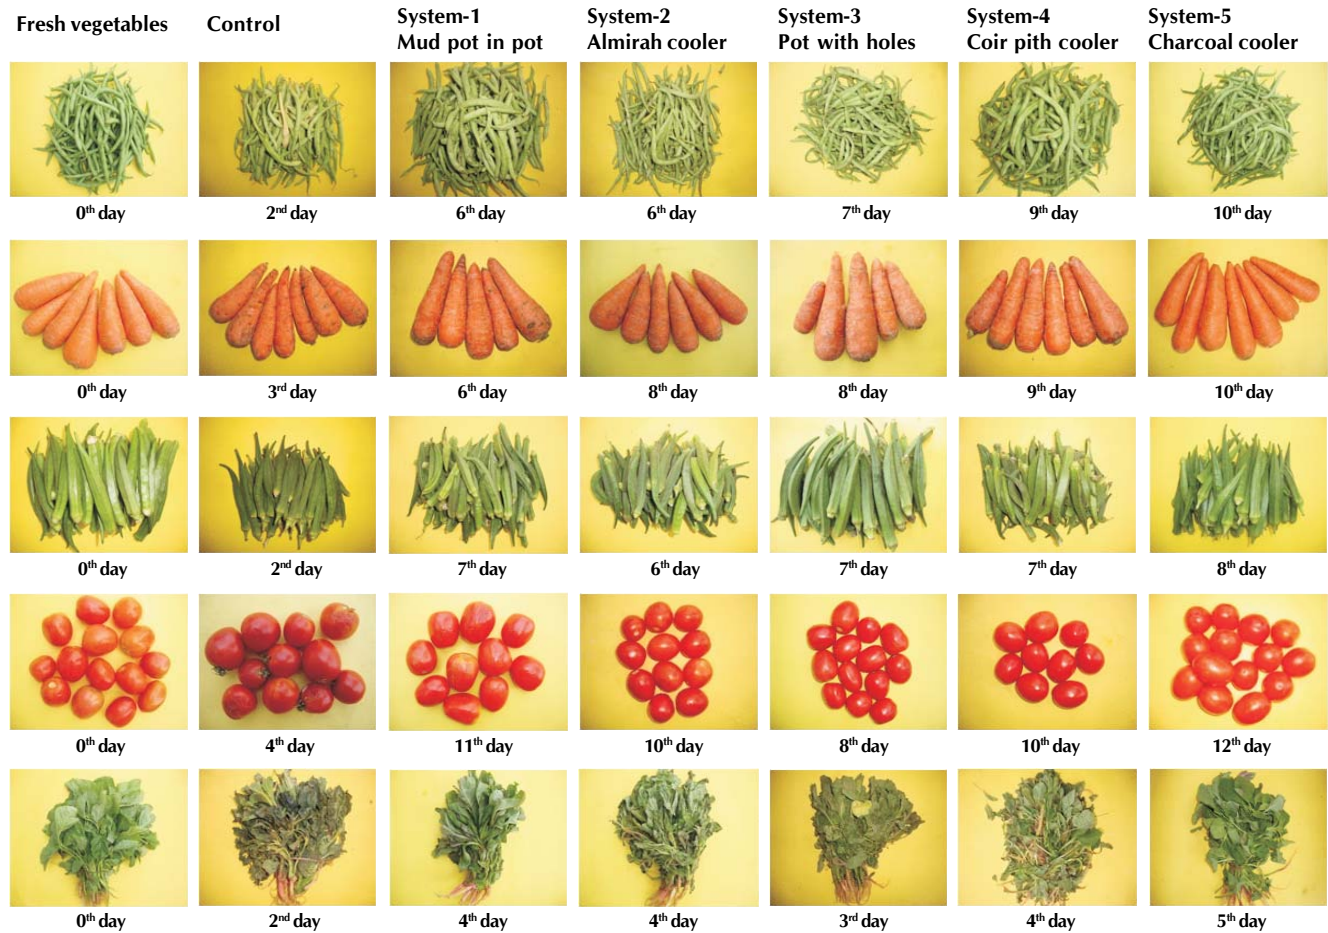 Fresh vegetables
Control
System-1
Mud pot in pot
System-2
Almirah cooler
System-3
Pot with holes
System-4
Coir pith cooler
System-5
Charcoal cooler
0th day
2nd day
6th day
6th day
7th day
9th day
10th day
0th day
3rd day
6th day
8th day
8th day
9th day
10th day
0th day
2nd day
7th day
6th day
7th day
7th day
8th day
0th day
4th day
11th day
10th day
8th day
10th day
12th day
0th day
2nd day
4th day
4th day
3rd day
4th day
5th day